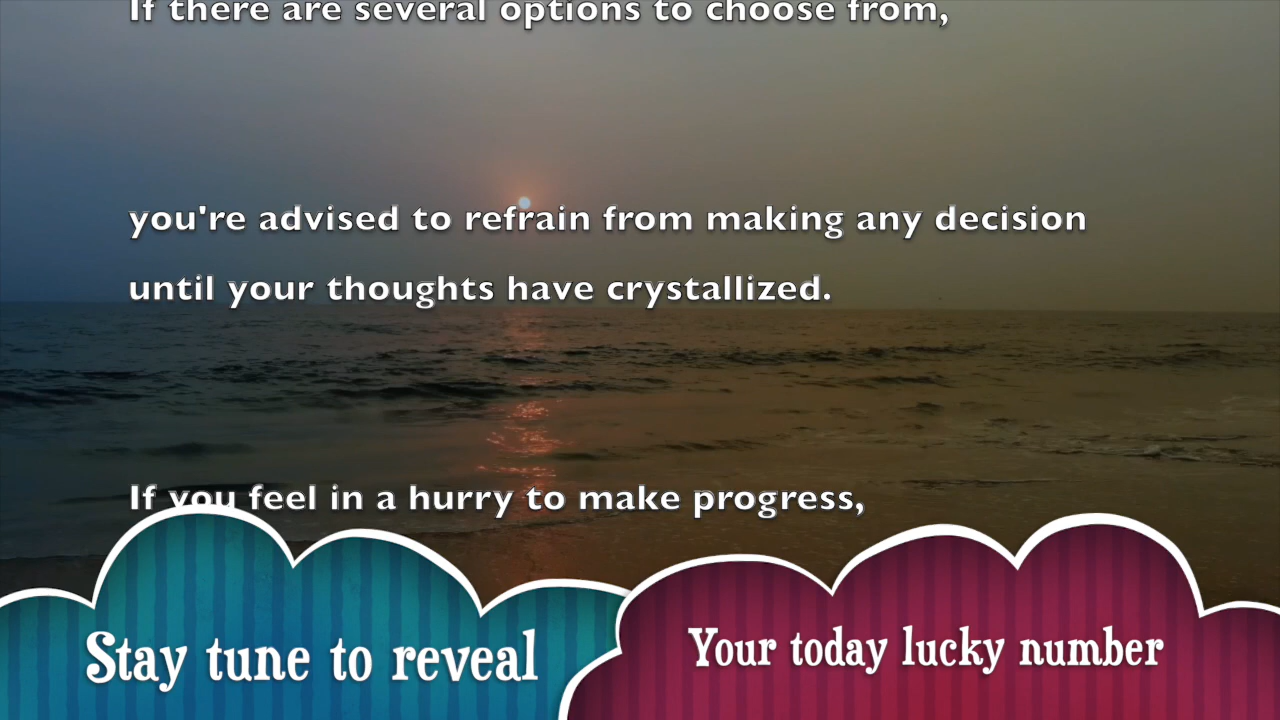 If there are several options to choose from,
you're advised to refrain from making any decision
until your thoughts have crystallized.
If you feel in a hurry to make progress,
Stay tune to reveal
Your today lucky number